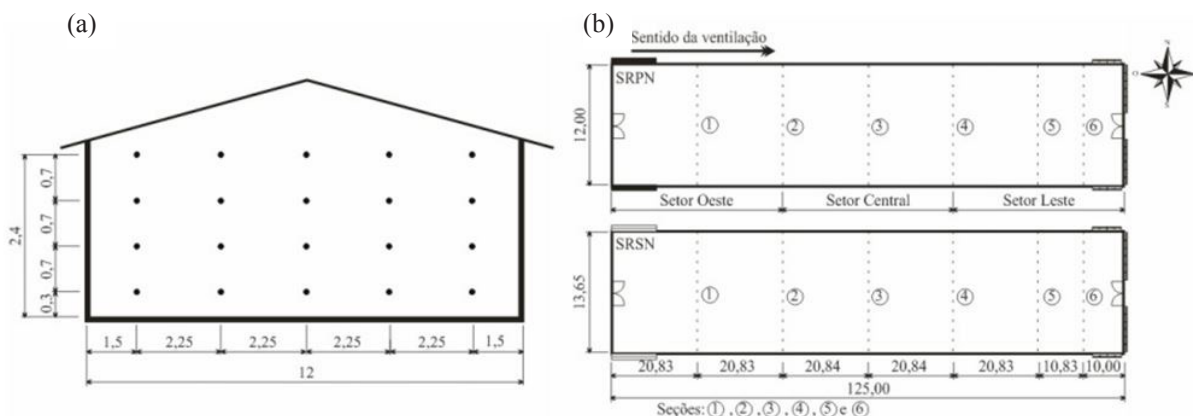 (a)
0,7
0,7
0,7
0,3
2,4
1,5 2,25 2,25 2,25 2,25 1,5
12
(b)
Sentido da ventilação
N
O
S
SRPN
12,00
① ② ③ ④ ⑤ ⑥
Setor Oeste Setor Central Setor Leste
SRSN
13,65
① ② ③ ④ ⑤ ⑥
20,83 20,83 20,84 20,84 20,83 10,83 10,00
125,00
Seções: ①, ②, ③, ④, ⑤ e ⑥